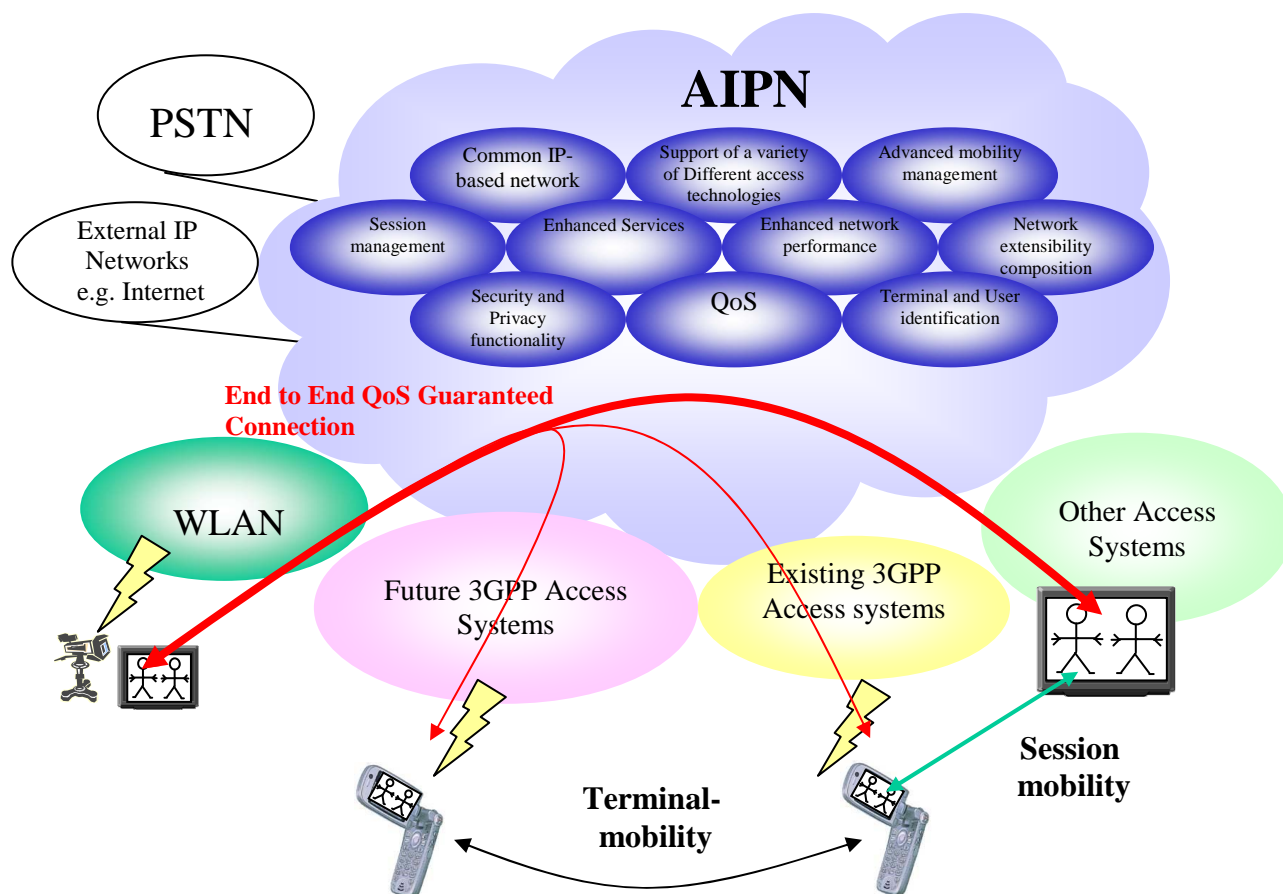 AIPN
PSTN
Common IP-
based network
Support of a variety
of Different access
technologies
Advanced mobility
management
External IP
Networks
e.g. Internet
Session
management
Enhanced Services
Enhanced network
performance
Network
extensibility
composition
Security and
Privacy
functionality
QoS
Terminal and User
identification
End to End QoS Guaranteed
Connection
WLAN
Future 3GPP Access
Systems
Existing 3GPP
Access systems
Other Access
Systems
Terminal-
mobility
Session
mobility